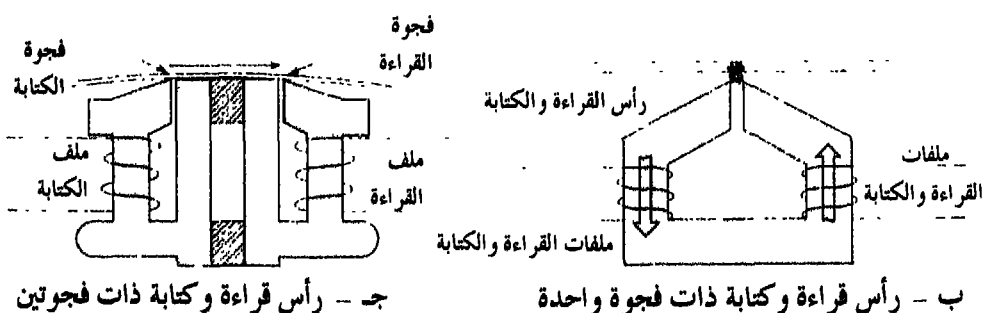 فجوة
القراءة
فجوة
الكتابة
ملف
القراءة
ملف
الكتابة
رأس القراءة والكتابة
ملفات
القراءة والكتابة
ملفات القراءة والكتابة
ب - رأس قراءة وكتابة ذات فجوة واحدة
جـ - رأس قراءة وكتابة ذات فجوتين